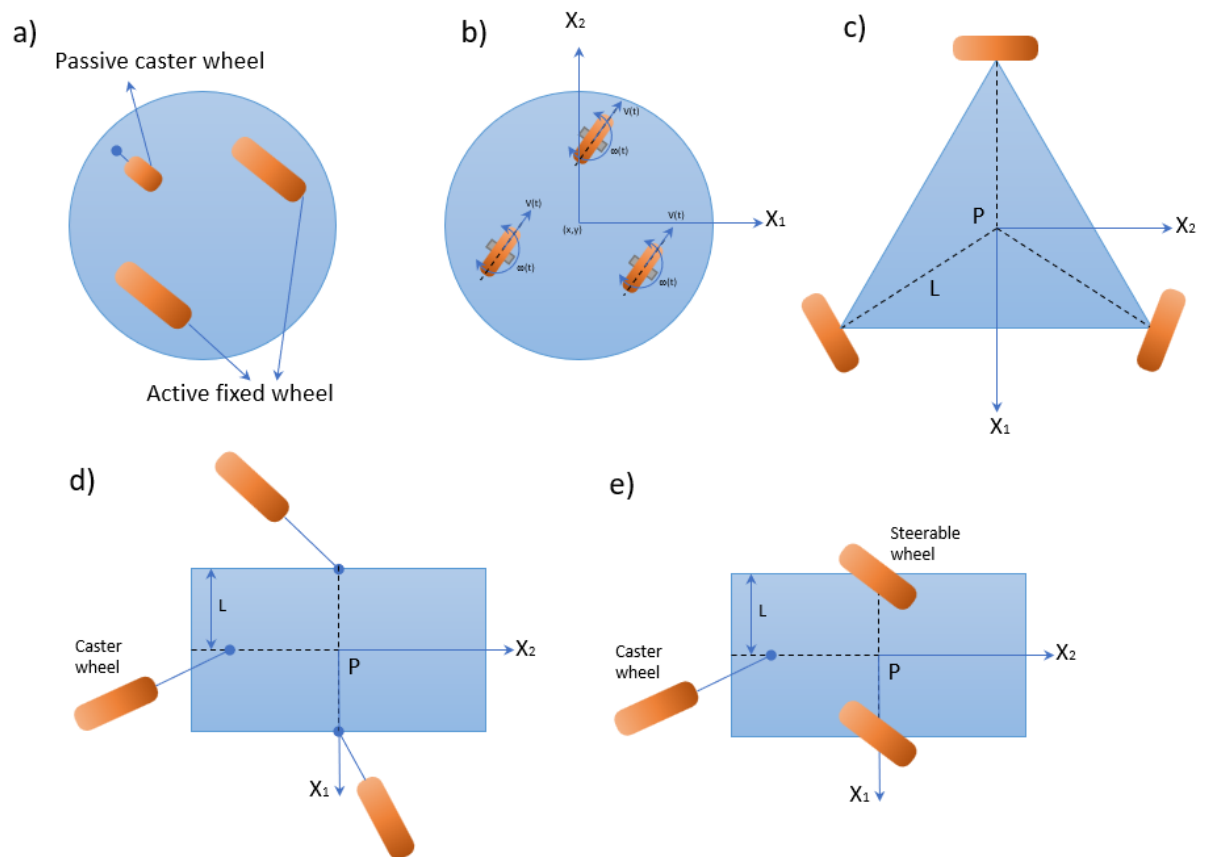 a)
Passive caster wheel
Active fixed wheel
b)
X2
V(t)
ω(t)
V(t)
ω(t)
V(t)
ω(t)
(x,y)
X1
c)
P
X2
L
X1
d)
L
Caster
wheel
P
X2
X1
e)
Steerable
wheel
L
Caster
wheel
P
X2
X1